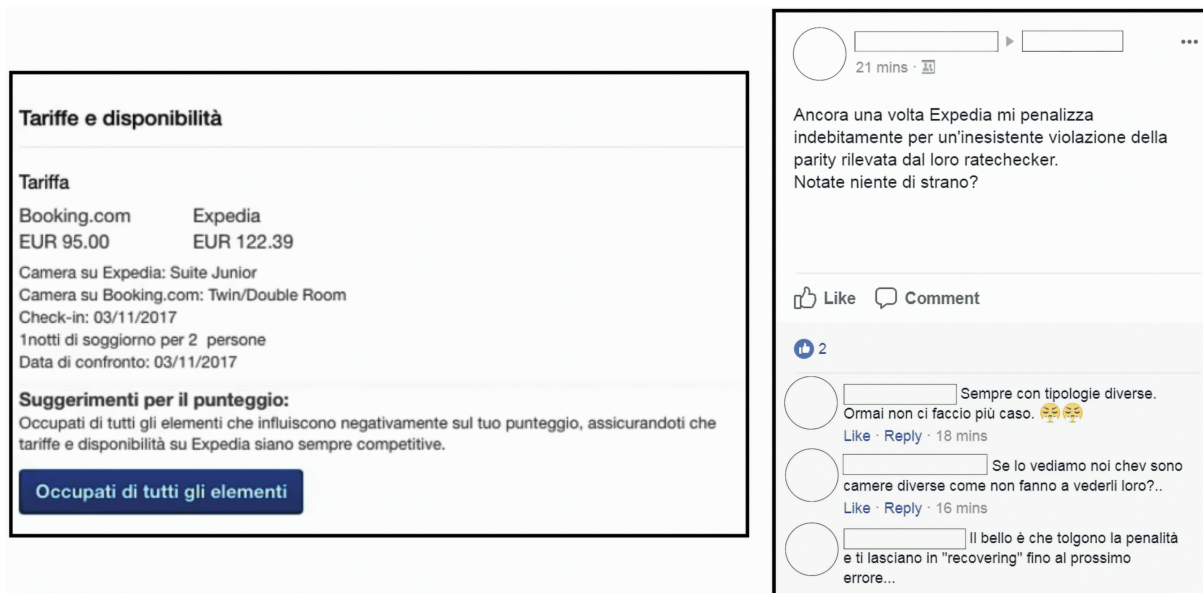 Tariffe e disponibilità
Tariffa
Booking.com Expedia
EUR 95.00 EUR 122.39
Camera su Expedia: Suite Junior
Camera su Booking.com: Twin/Double Room
Check-in: 03/11/2017
1notti di soggiorno per 2 persone
Data di confronto: 03/11/2017
Suggerimenti per il punteggio:
Occupati di tutti gli elementi che influiscono negativamente sul tuo punteggio, assicurandoti che
tariffe e disponibilità su Expedia siano sempre competitive.
Occupati di tutti gli elementi
21 mins ·
Ancora una volta Expedia mi penalizza
indebitamente per un'inesistente violazione della
parity rilevata dal loro ratechecker.
Notate niente di strano?
Like Comment
2
Sempre con tipologie diverse.
Ormai non ci faccio più caso. 😤😤
Like · Reply · 18 mins
Se lo vediamo noi chev sono
camere diverse come non fanno a vederli loro?..
Like · Reply · 16 mins
Il bello è che tolgono la penalità
e ti lasciano in "recovering" fino al prossimo
errore...